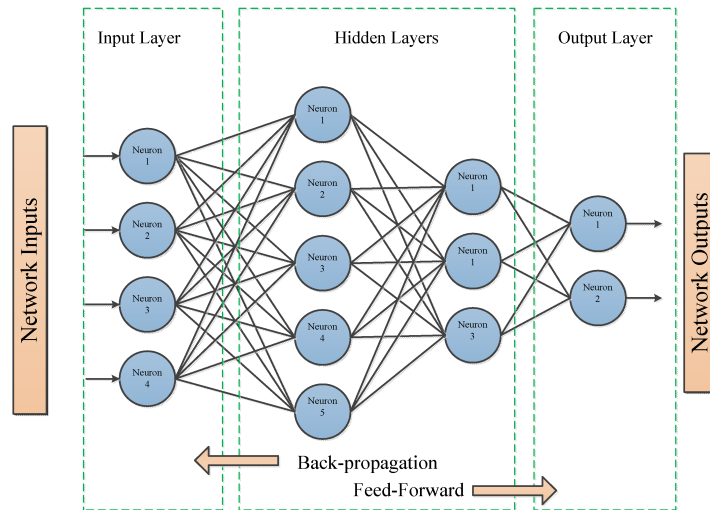 Input Layer
Hidden Layers
Output Layer
Network Inputs
Neuron
1
Neuron
2
Neuron
3
Neuron
4
Neuron
1
Neuron
2
Neuron
3
Neuron
4
Neuron
5
Neuron
1
Neuron
1
Neuron
3
Neuron
1
Neuron
2
Network Outputs
Back-propagation
Feed-Forward